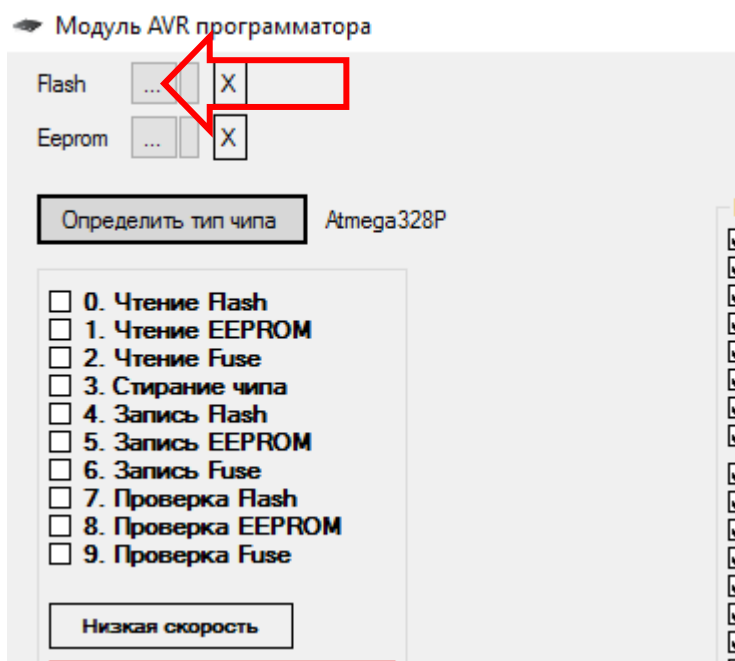 Модуль AVR программатора
Flash ... X
Eeprom ... X
Определить тип чипа Atmega328P
0. Чтение Flash
1. Чтение EEPROM
2. Чтение Fuse
3. Стирание чипа
4. Запись Flash
5. Запись EEPROM
6. Запись Fuse
7. Проверка Flash
8. Проверка EEPROM
9. Проверка Fuse
Низкая скорость